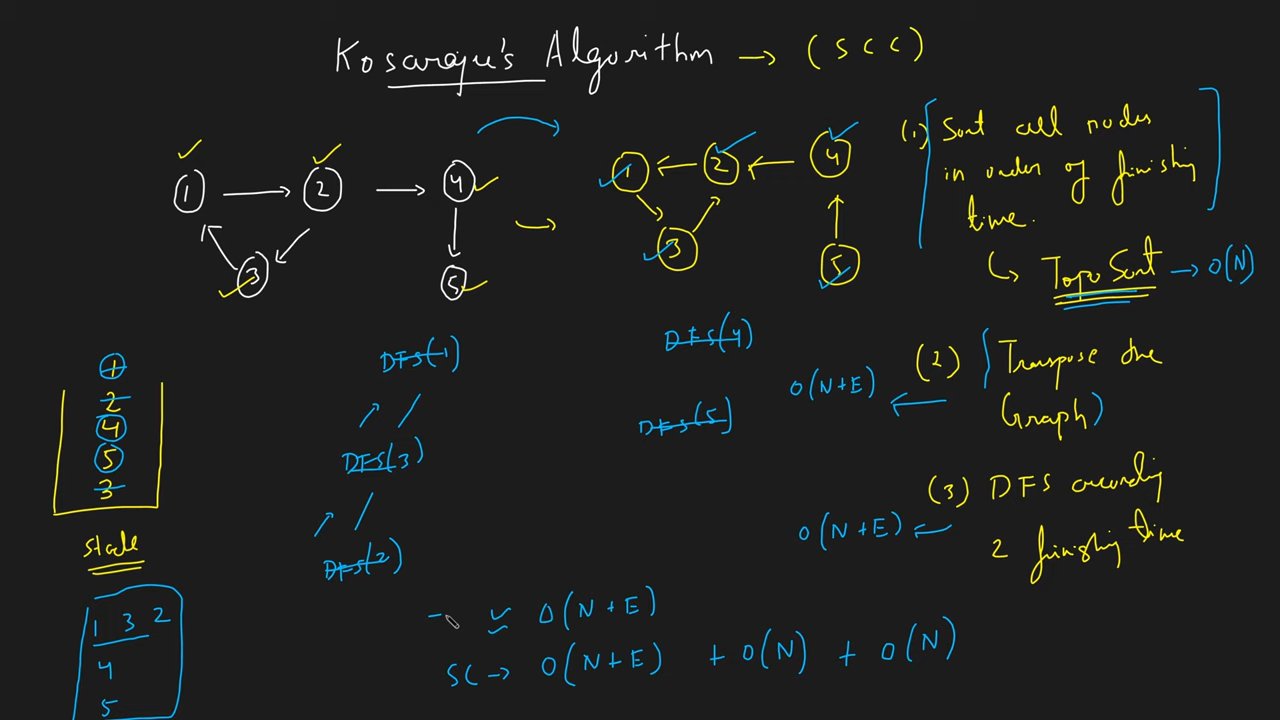 Kosaraju's Algorithm → (SCC)
1 → 2 → 4
3 5
1 ← 2 ← 4
3 5
(1) Sort all nodes
in order of finishing
time.
↳ Topo Sort → O(N)
(2) Transpose the
Graph)
O(N+E) ←
(3) DFS according
2 finishing time
O(N+E) ←
DFS(1)
DFS(3)
DFS(2)
DFS(4)
DFS(5)
1
2
4
5
3
stack
1 3 2
4
5
O(N+E)
SC → O(N+E) + O(N) + O(N)